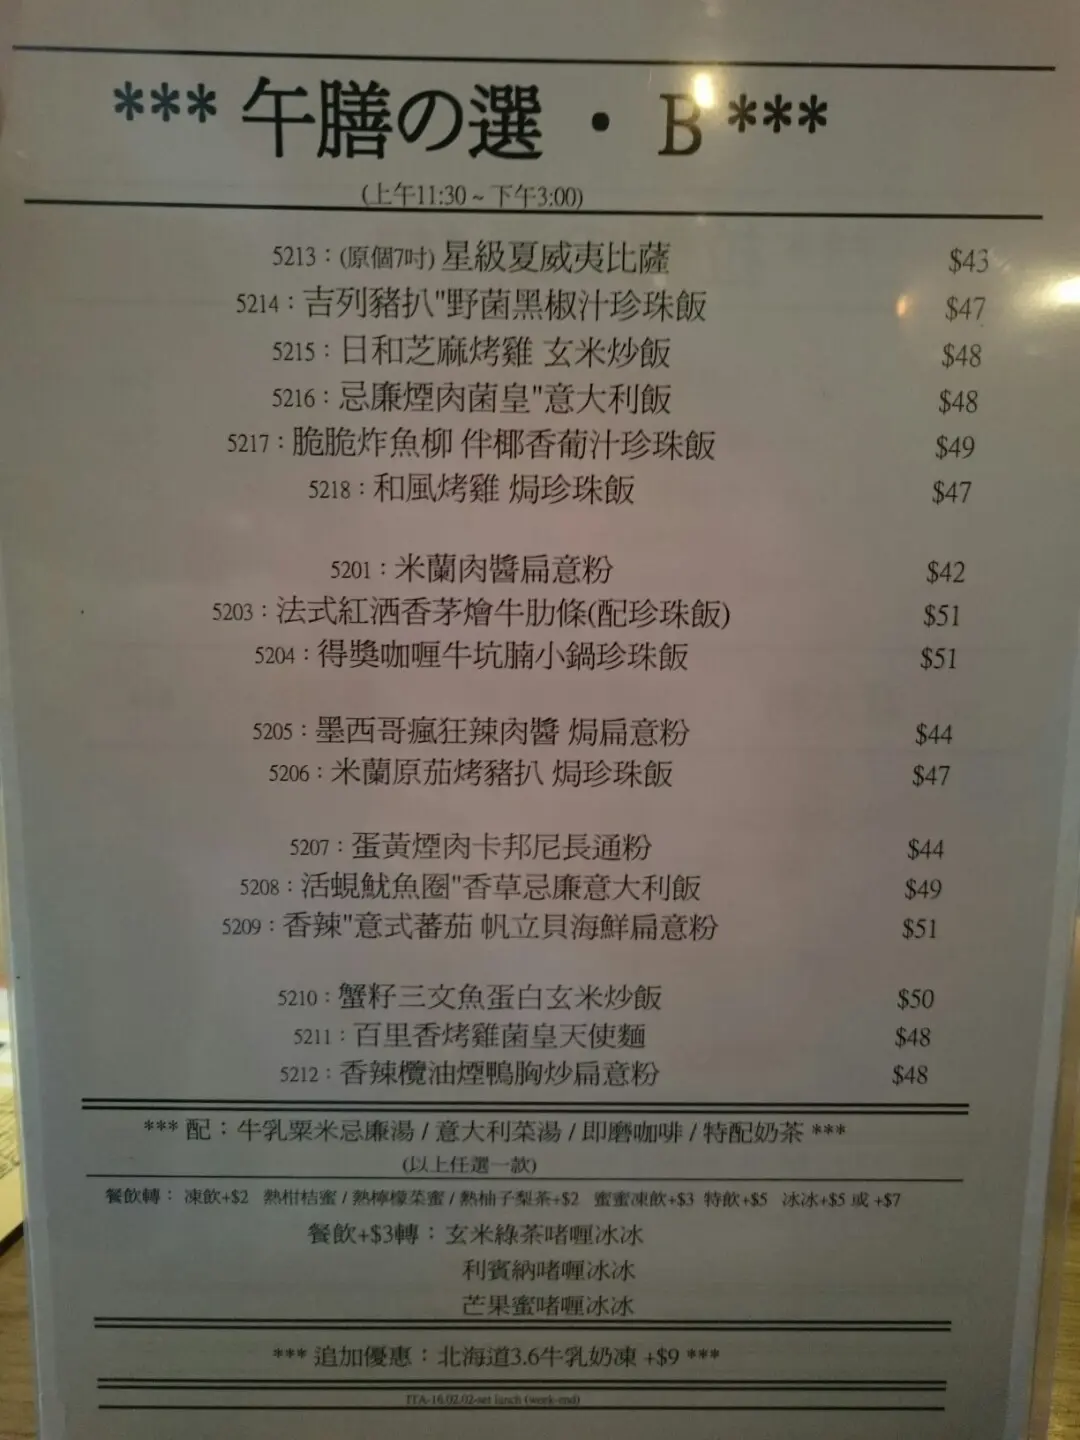 *** 午膳の選 · B ***
(上午11:30 ~ 下午3:00)
5213：(原個7吋) 星級夏威夷比薩 $43
5214：吉列豬扒"野菌黑椒汁珍珠飯 $47
5215：日和芝麻烤雞 玄米炒飯 $48
5216：忌廉煙肉菌皇"意大利飯 $48
5217：脆脆炸魚柳 伴椰香葡汁珍珠飯 $49
5218：和風烤雞 焗珍珠飯 $47
5201：米蘭肉醬扁意粉 $42
5203：法式紅酒香茅燴牛肋條(配珍珠飯) $51
5204：得獎咖喱牛坑腩小鍋珍珠飯 $51
5205：墨西哥瘋狂辣肉醬 焗扁意粉 $44
5206：米蘭原茄烤豬扒 焗珍珠飯 $47
5207：蛋黃煙肉卡邦尼長通粉 $44
5208：活蜆魷魚圈"香草忌廉意大利飯 $49
5209：香辣"意式蕃茄 帆立貝海鮮扁意粉 $51
5210：蟹籽三文魚蛋白玄米炒飯 $50
5211：百里香烤雞菌皇天使麵 $48
5212：香辣欖油煙鴨胸炒扁意粉 $48
*** 配：牛乳粟米忌廉湯 / 意大利菜湯 / 即磨咖啡 / 特配奶茶 ***
(以上任選一款)
餐飲轉： 凍飲+$2 熱柑桔蜜 / 熱檸檬菜蜜 / 熱柚子梨茶+$2 蜜蜜凍飲+$3 特飲+$5 冰冰+$5 或 +$7
餐飲+$3轉：玄米綠茶啫喱冰冰
利賓納啫喱冰冰
芒果蜜啫喱冰冰
*** 追加優惠：北海道3.6牛乳奶凍 +$9 ***
ITA-16.02.02-set lunch (week-end)